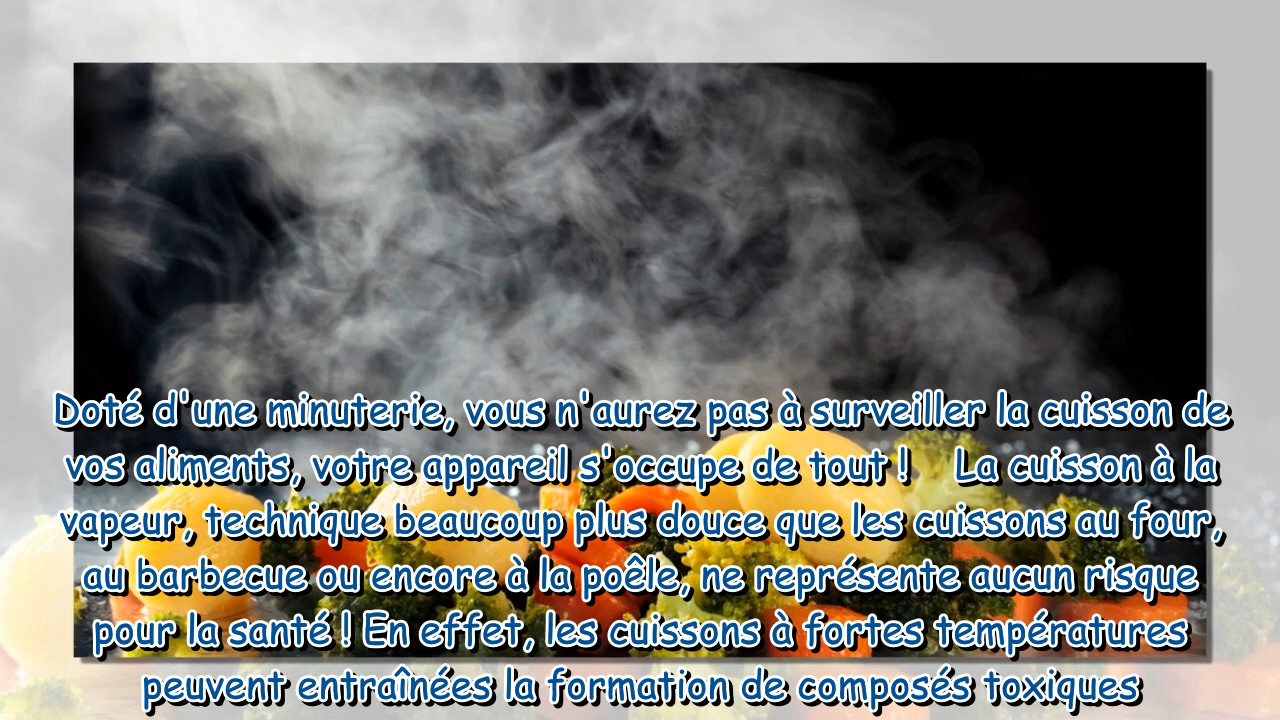 Doté d'une minuterie, vous n'aurez pas à surveiller la cuisson de
vos aliments, votre appareil s'occupe de tout ! La cuisson à la
vapeur, technique beaucoup plus douce que les cuissons au four,
au barbecue ou encore à la poêle, ne représente aucun risque
pour la santé ! En effet, les cuissons à fortes températures
peuvent entraînées la formation de composés toxiques